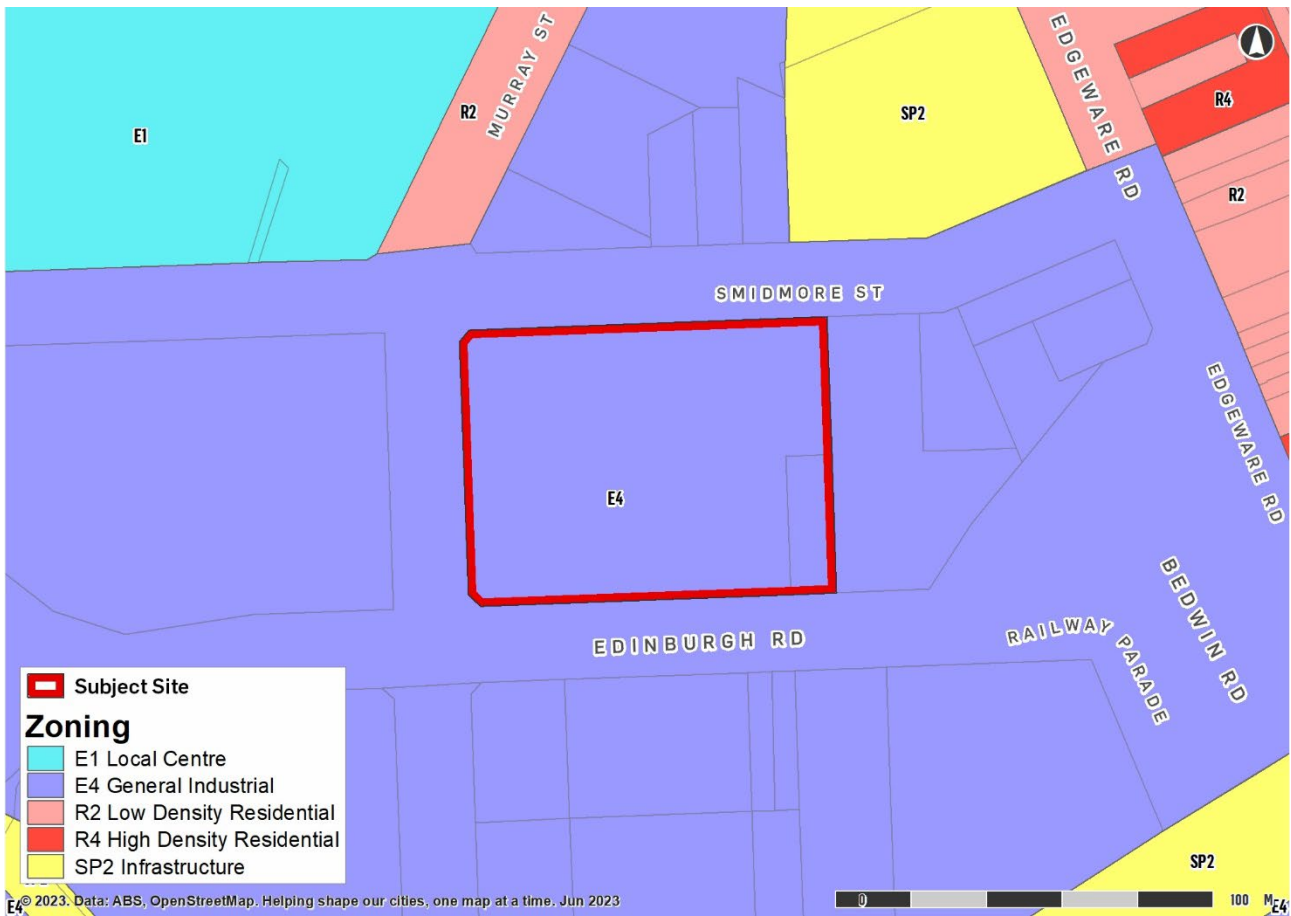 MURRAY ST
EDGEWARE RD
R4
R2
SP2
E1
R2
SMIDMORE ST
EDGEWARE RD
E4
BEDWIN RD
EDINBURGH RD
RAILWAY PARADE
Subject Site
Zoning
E1 Local Centre
E4 General Industrial
R2 Low Density Residential
R4 High Density Residential
SP2 Infrastructure
SP2
E4
© 2023. Data: ABS, OpenStreetMap. Helping shape our cities, one map at a time. Jun 2023
0 100 M
E4